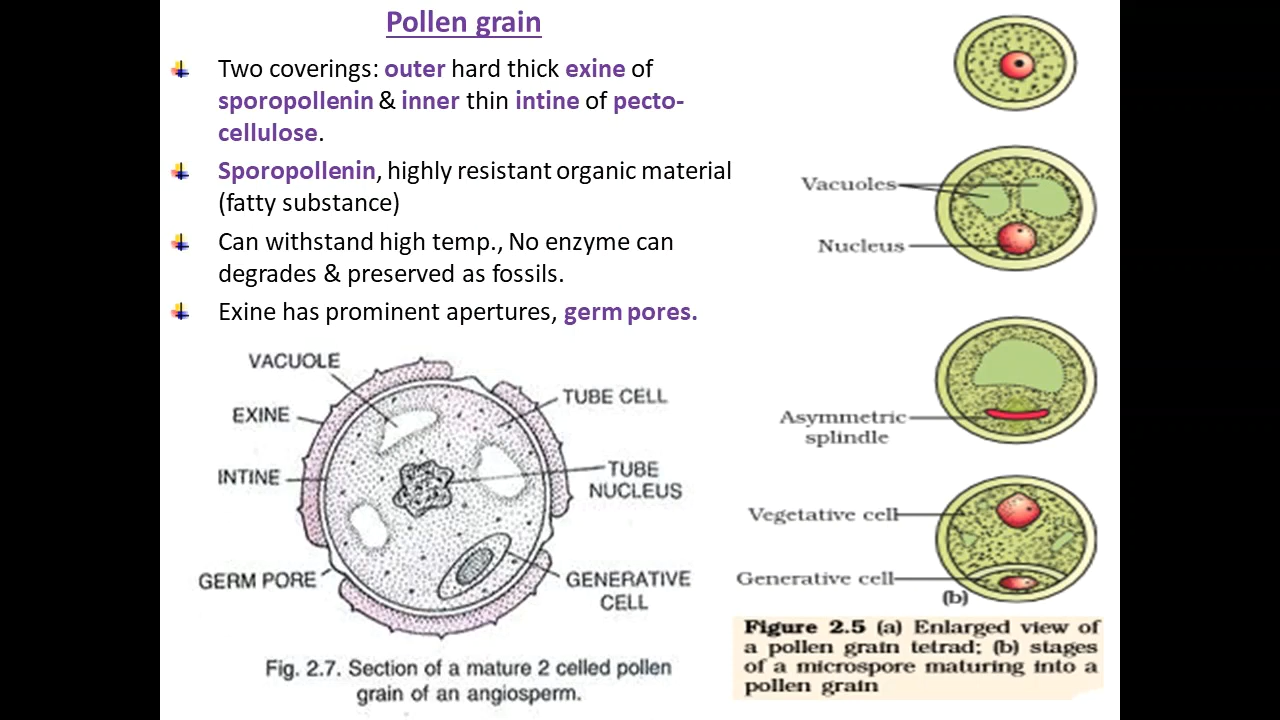 Pollen grain
Two coverings: outer hard thick exine of
sporopollenin & inner thin intine of pecto-
cellulose.
Sporopollenin, highly resistant organic material
(fatty substance)
Can withstand high temp., No enzyme can
degrades & preserved as fossils.
Exine has prominent apertures, germ pores.
VACUOLE
EXINE
INTINE
GERM PORE
TUBE CELL
TUBE
NUCLEUS
GENERATIVE
CELL
Fig. 2.7. Section of a mature 2 celled pollen
grain of an angiosperm.
Vacuoles
Nucleus
Asymmetric
splindle
Vegetative cell
Generative cell
(b)
Figure 2.5 (a) Enlarged view of
a pollen grain tetrad; (b) stages
of a microspore maturing into a
pollen grain